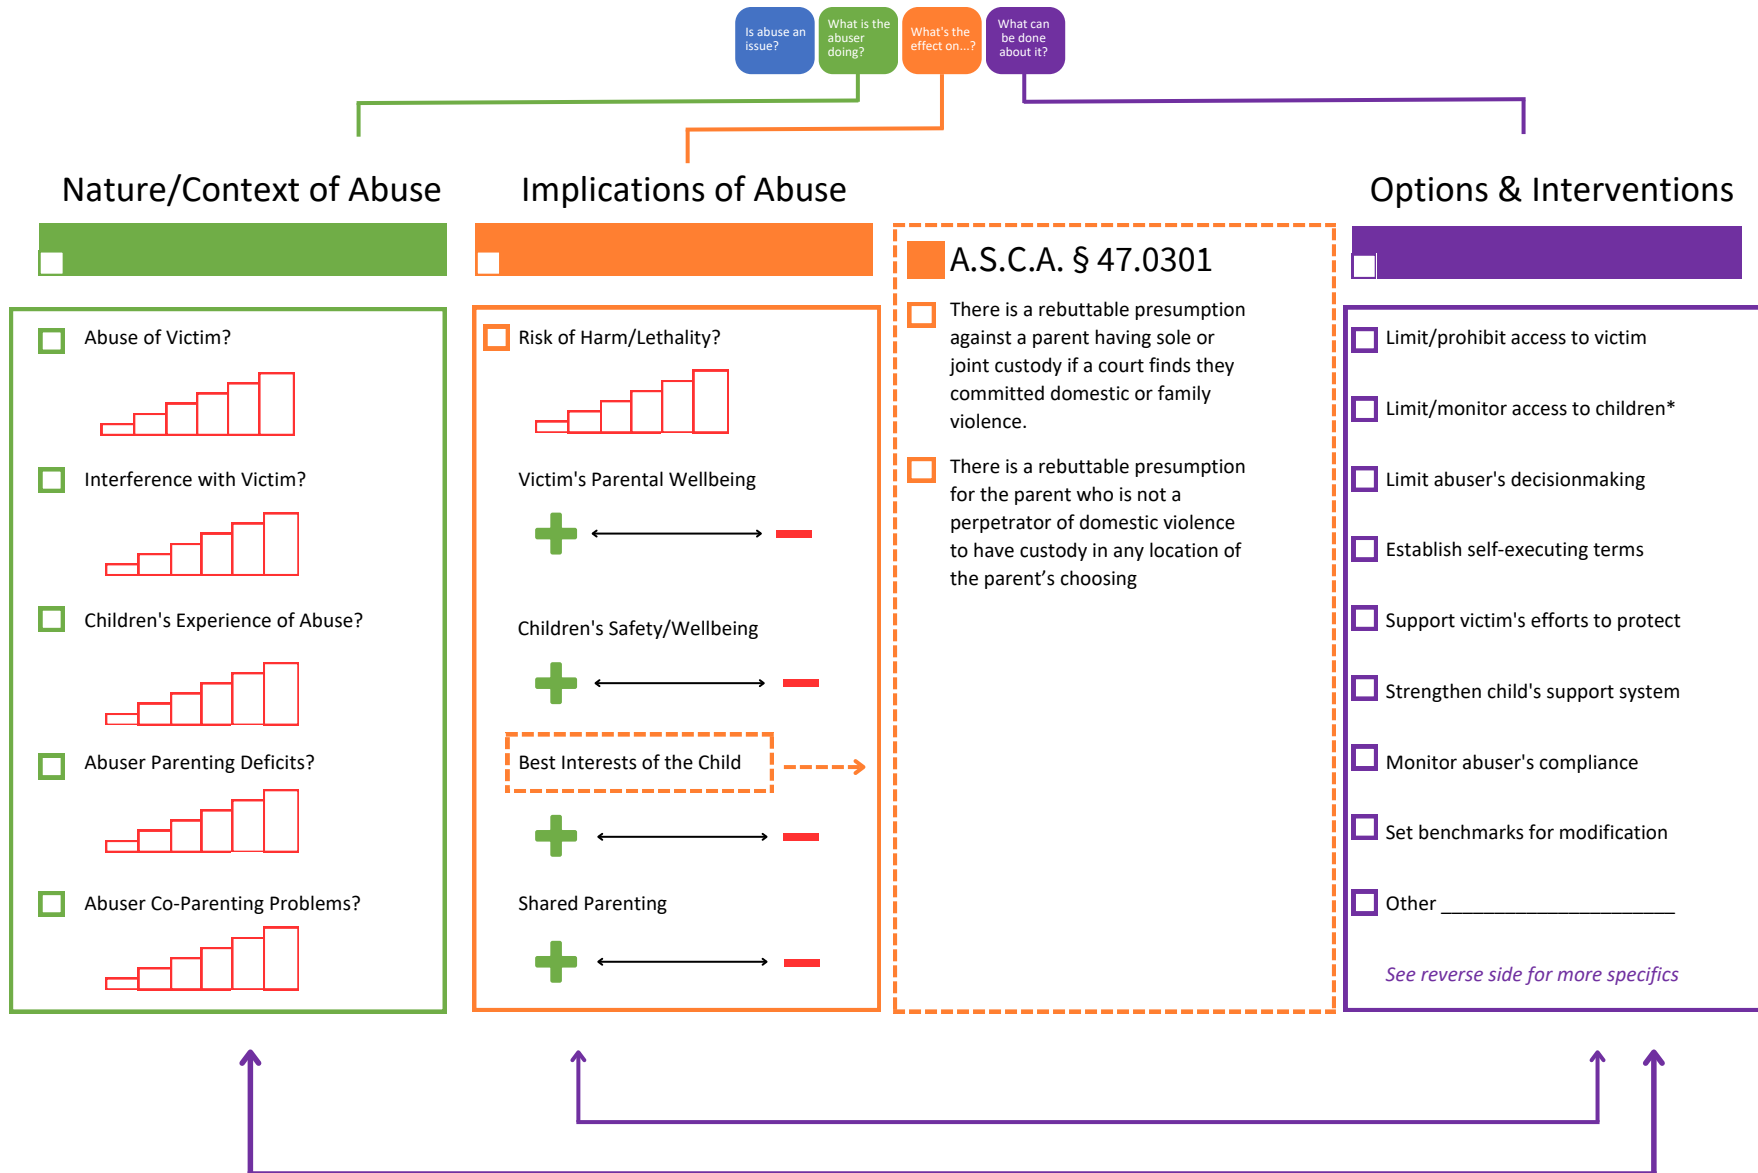 Is abuse an
issue?
What is the
abuser
doing?
What's the
effect on...?
What can
be done
about it?
Nature/Context of Abuse
Abuse of Victim?
Interference with Victim?
Children's Experience of Abuse?
Abuser Parenting Deficits?
Abuser Co-Parenting Problems?
Implications of Abuse
Risk of Harm/Lethality?
Victim's Parental Wellbeing
Children's Safety/Wellbeing
Best Interests of the Child
Shared Parenting
A.S.C.A. § 47.0301
There is a rebuttable presumption
against a parent having sole or
joint custody if a court finds they
committed domestic or family
violence.
There is a rebuttable presumption
for the parent who is not a
perpetrator of domestic violence
to have custody in any location of
the parent’s choosing
Options & Interventions
Limit/prohibit access to victim
Limit/monitor access to children*
Limit abuser's decisionmaking
Establish self-executing terms
Support victim's efforts to protect
Strengthen child's support system
Monitor abuser's compliance
Set benchmarks for modification
Other ______________________
See reverse side for more specifics